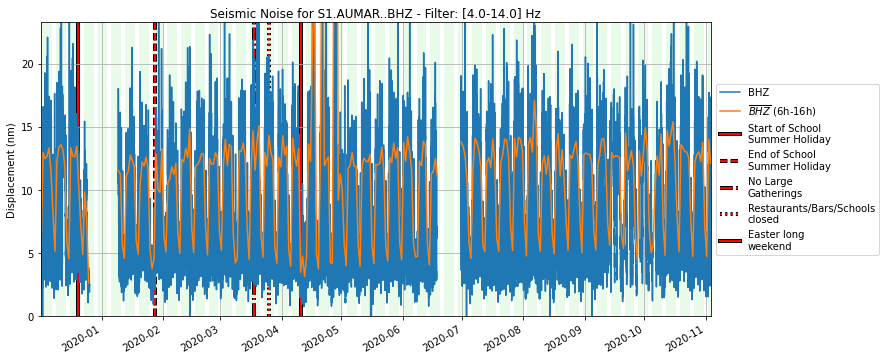 Seismic Noise for S1.AUMAR..BHZ - Filter: [4.0-14.0] Hz
Displacement (nm)
20
15
10
5
0
2020-01
2020-02
2020-03
2020-04
2020-05
2020-06
2020-07
2020-08
2020-09
2020-10
2020-11
BHZ
BHZ (6h-16h)
Start of School
Summer Holiday
End of School
Summer Holiday
No Large
Gatherings
Restaurants/Bars/Schools
closed
Easter long
weekend